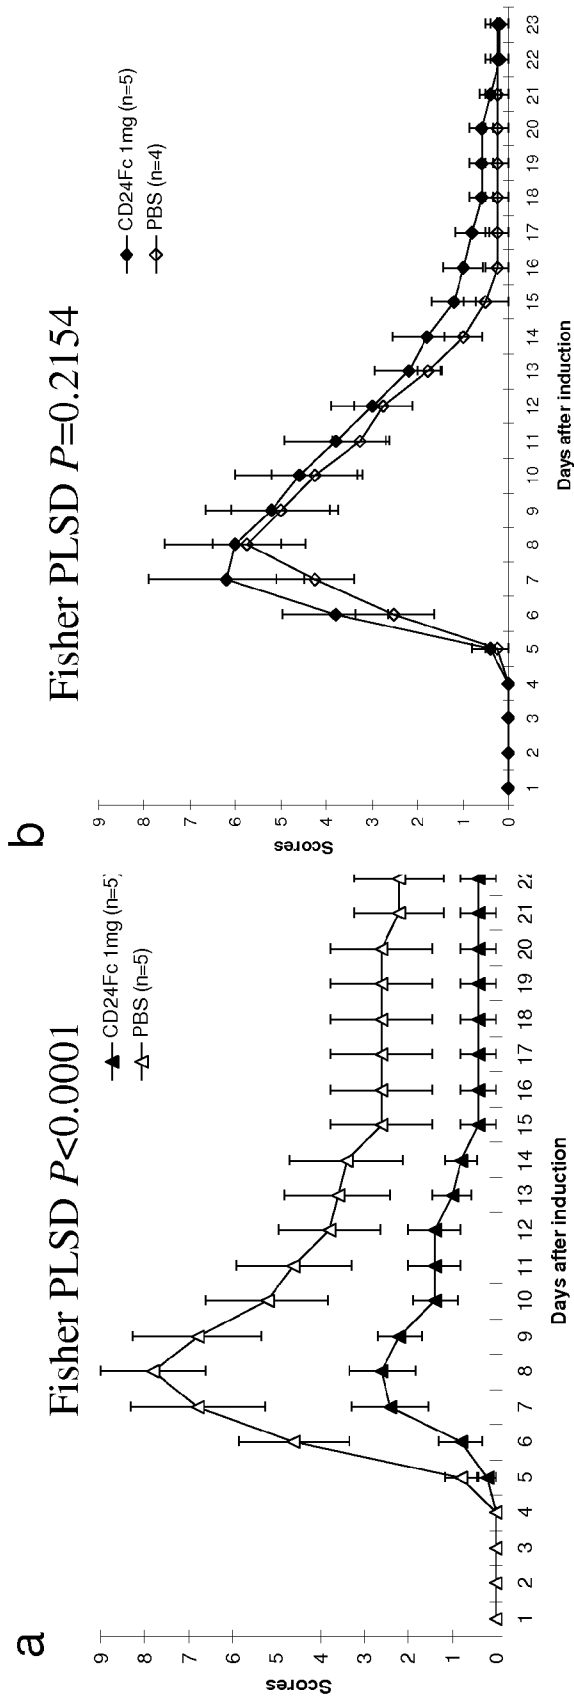 a
Fisher PLSD P<0.0001
CD24Fc 1mg (n=5)
PBS (n=5)
Scores
9
8
7
6
5
4
3
2
1
0
1 2 3 4 5 6 7 8 9 10 11 12 13 14 15 16 17 18 19 20 21 22
Days after induction
b
Fisher PLSD P=0.2154
CD24Fc 1mg (n=5)
PBS (n=4)
Scores
9
8
7
6
5
4
3
2
1
0
1 2 3 4 5 6 7 8 9 10 11 12 13 14 15 16 17 18 19 20 21 22 23
Days after induction